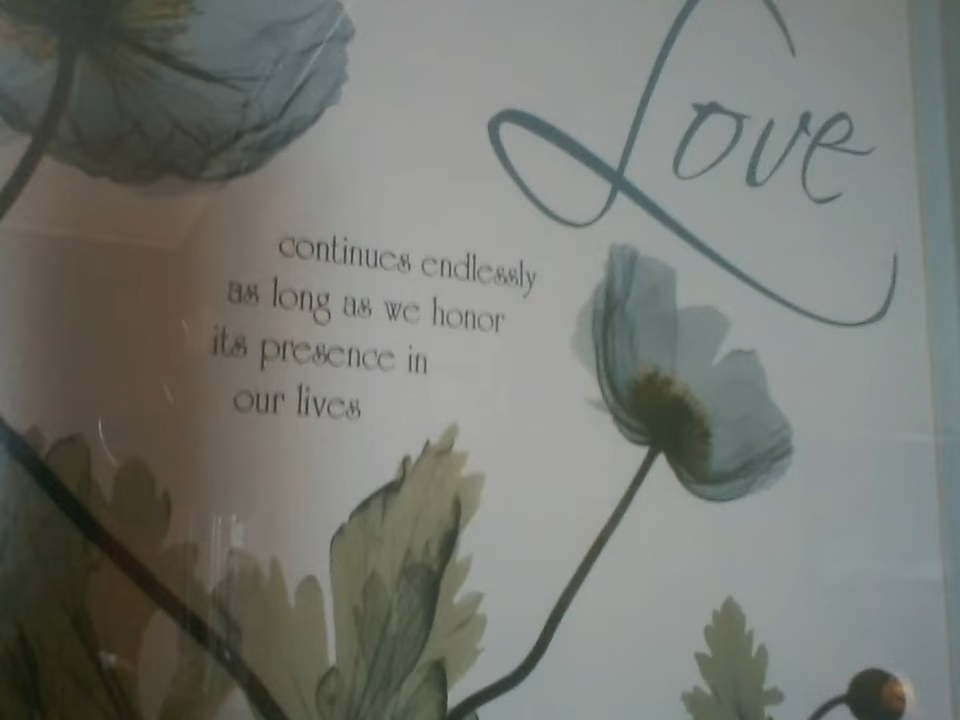 Love
continues endlessly
as long as we honor
its presence in
our lives